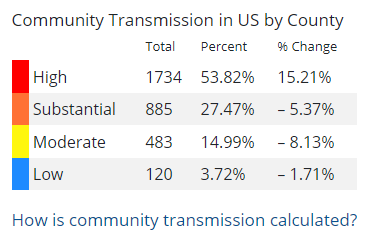 Community Transmission in US by County
Total Percent % Change
High 1734 53.82% 15.21%
Substantial 885 27.47% – 5.37%
Moderate 483 14.99% – 8.13%
Low 120 3.72% – 1.71%
How is community transmission calculated?